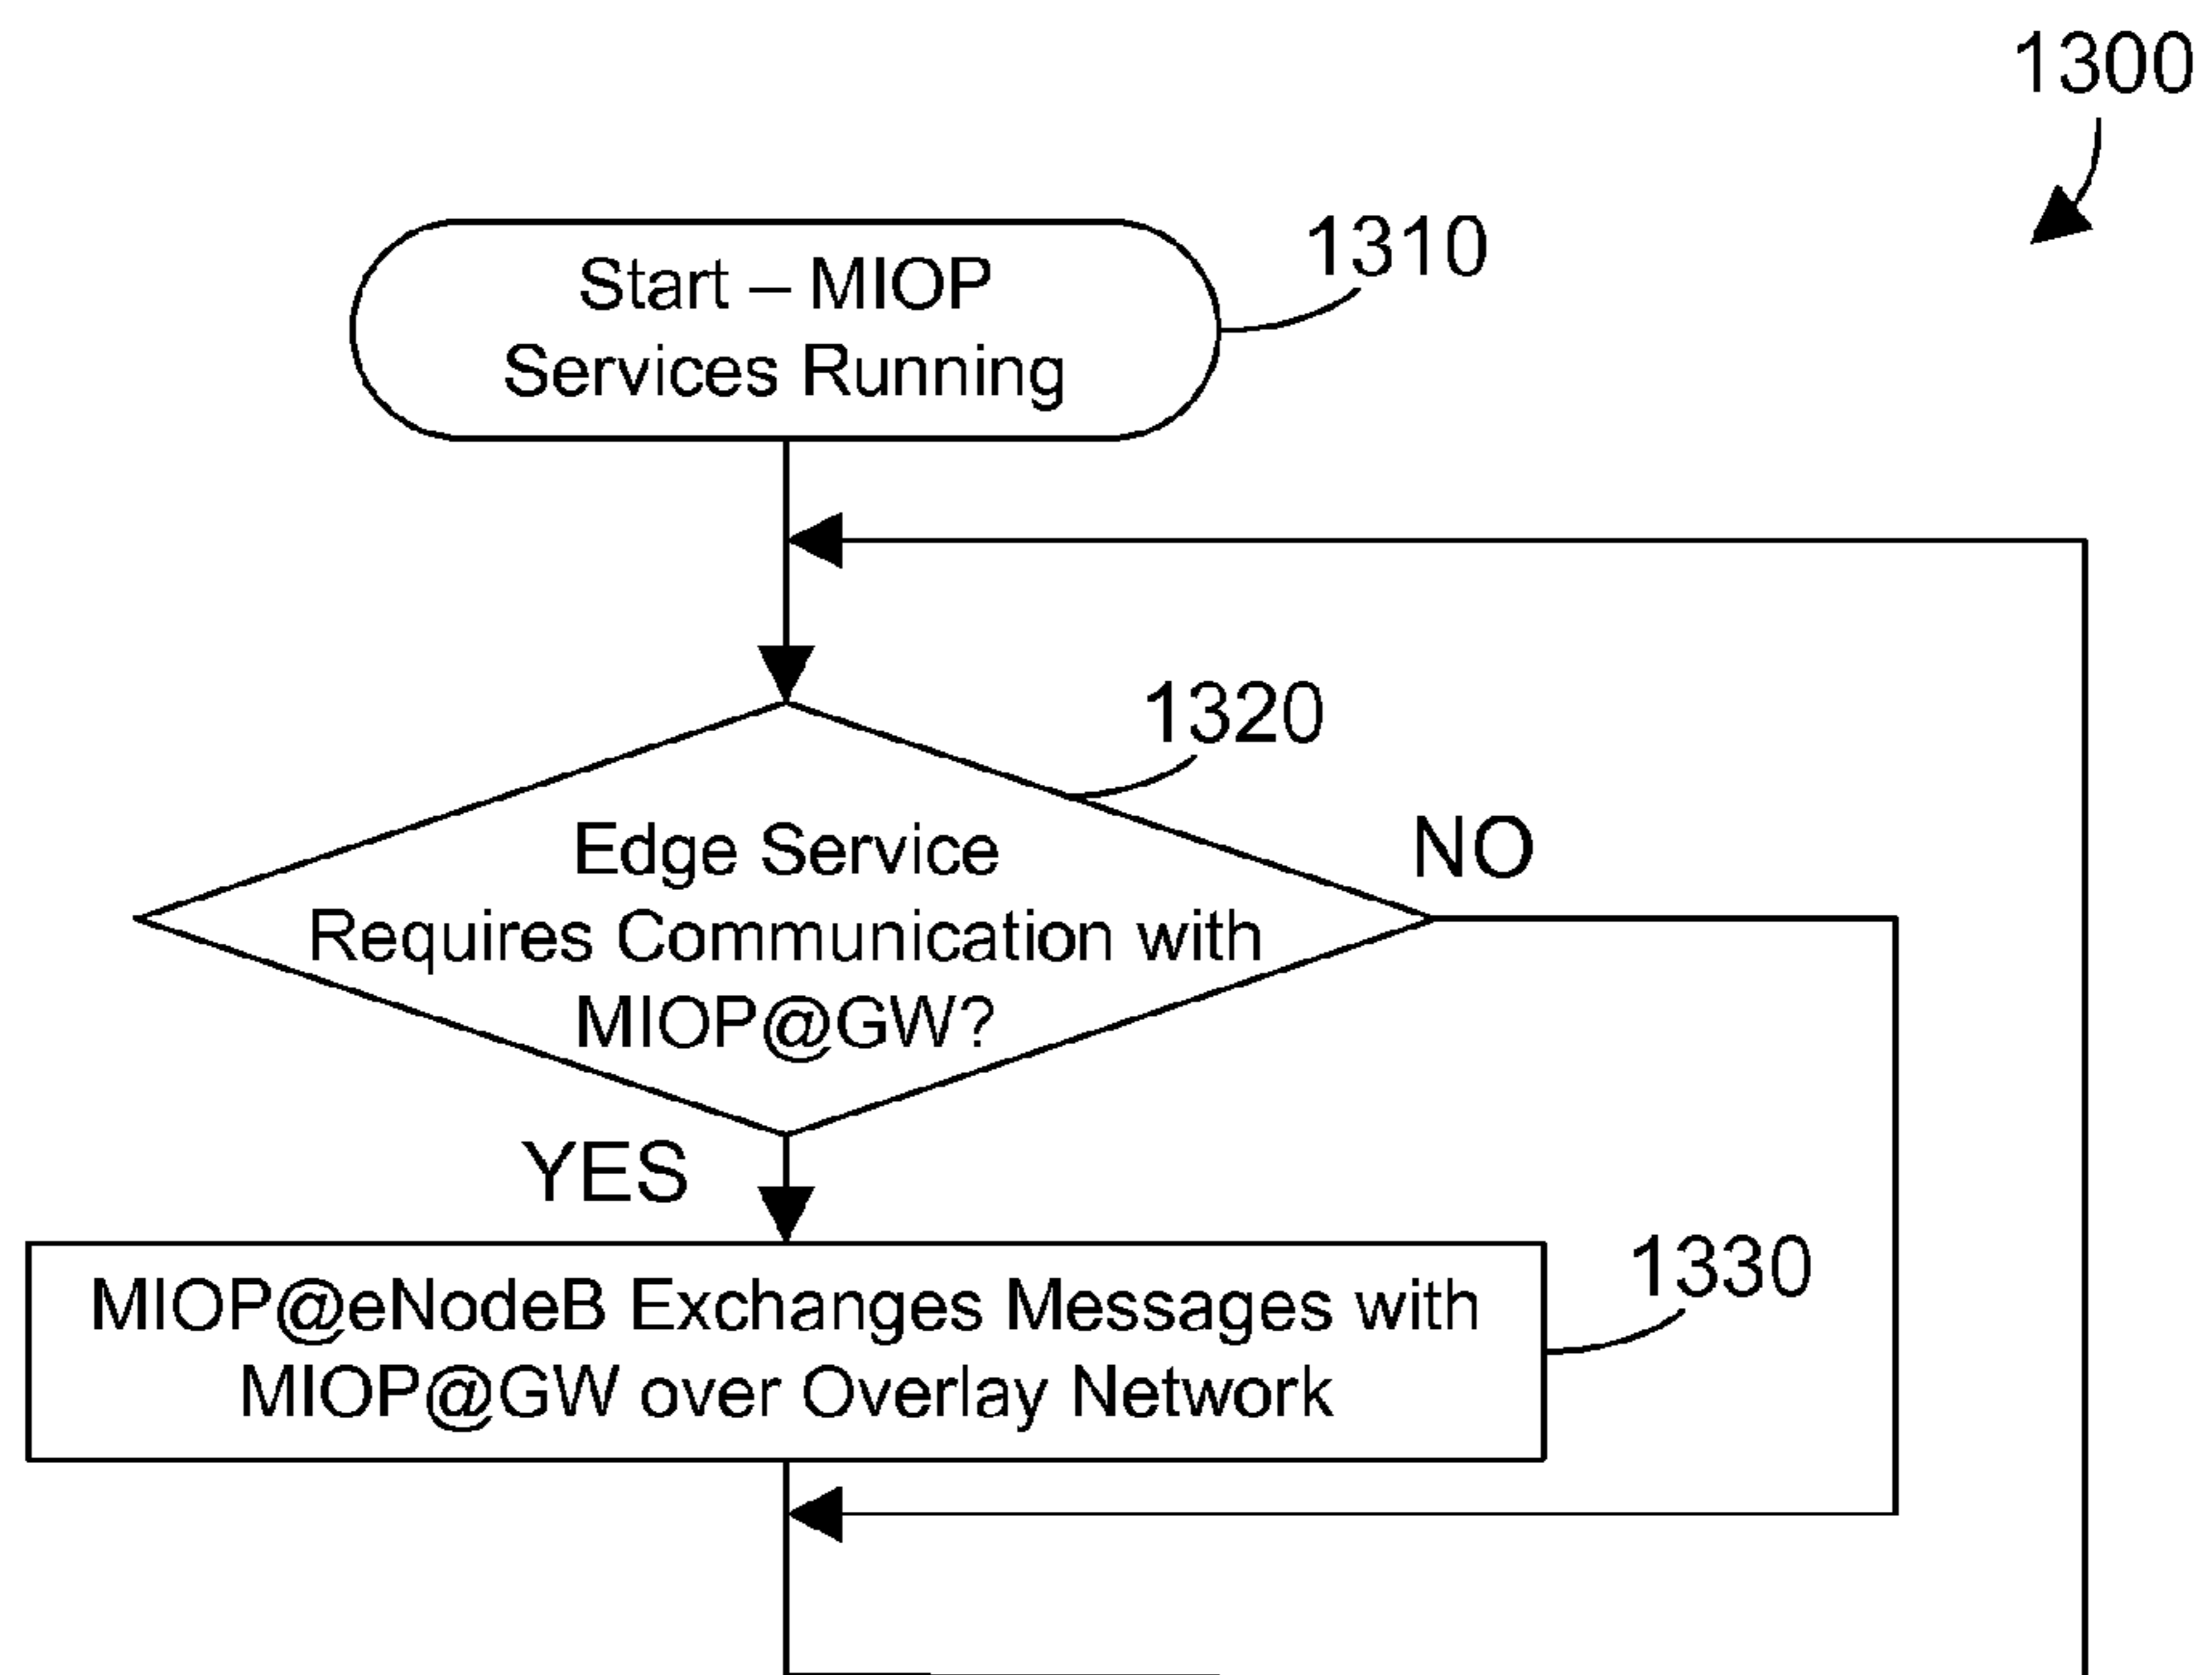 1300
1310
Start – MIOP
Services Running
1320
Edge Service
Requires Communication with
MIOP@GW?
NO
YES
1330
MIOP@eNodeB Exchanges Messages with
MIOP@GW over Overlay Network